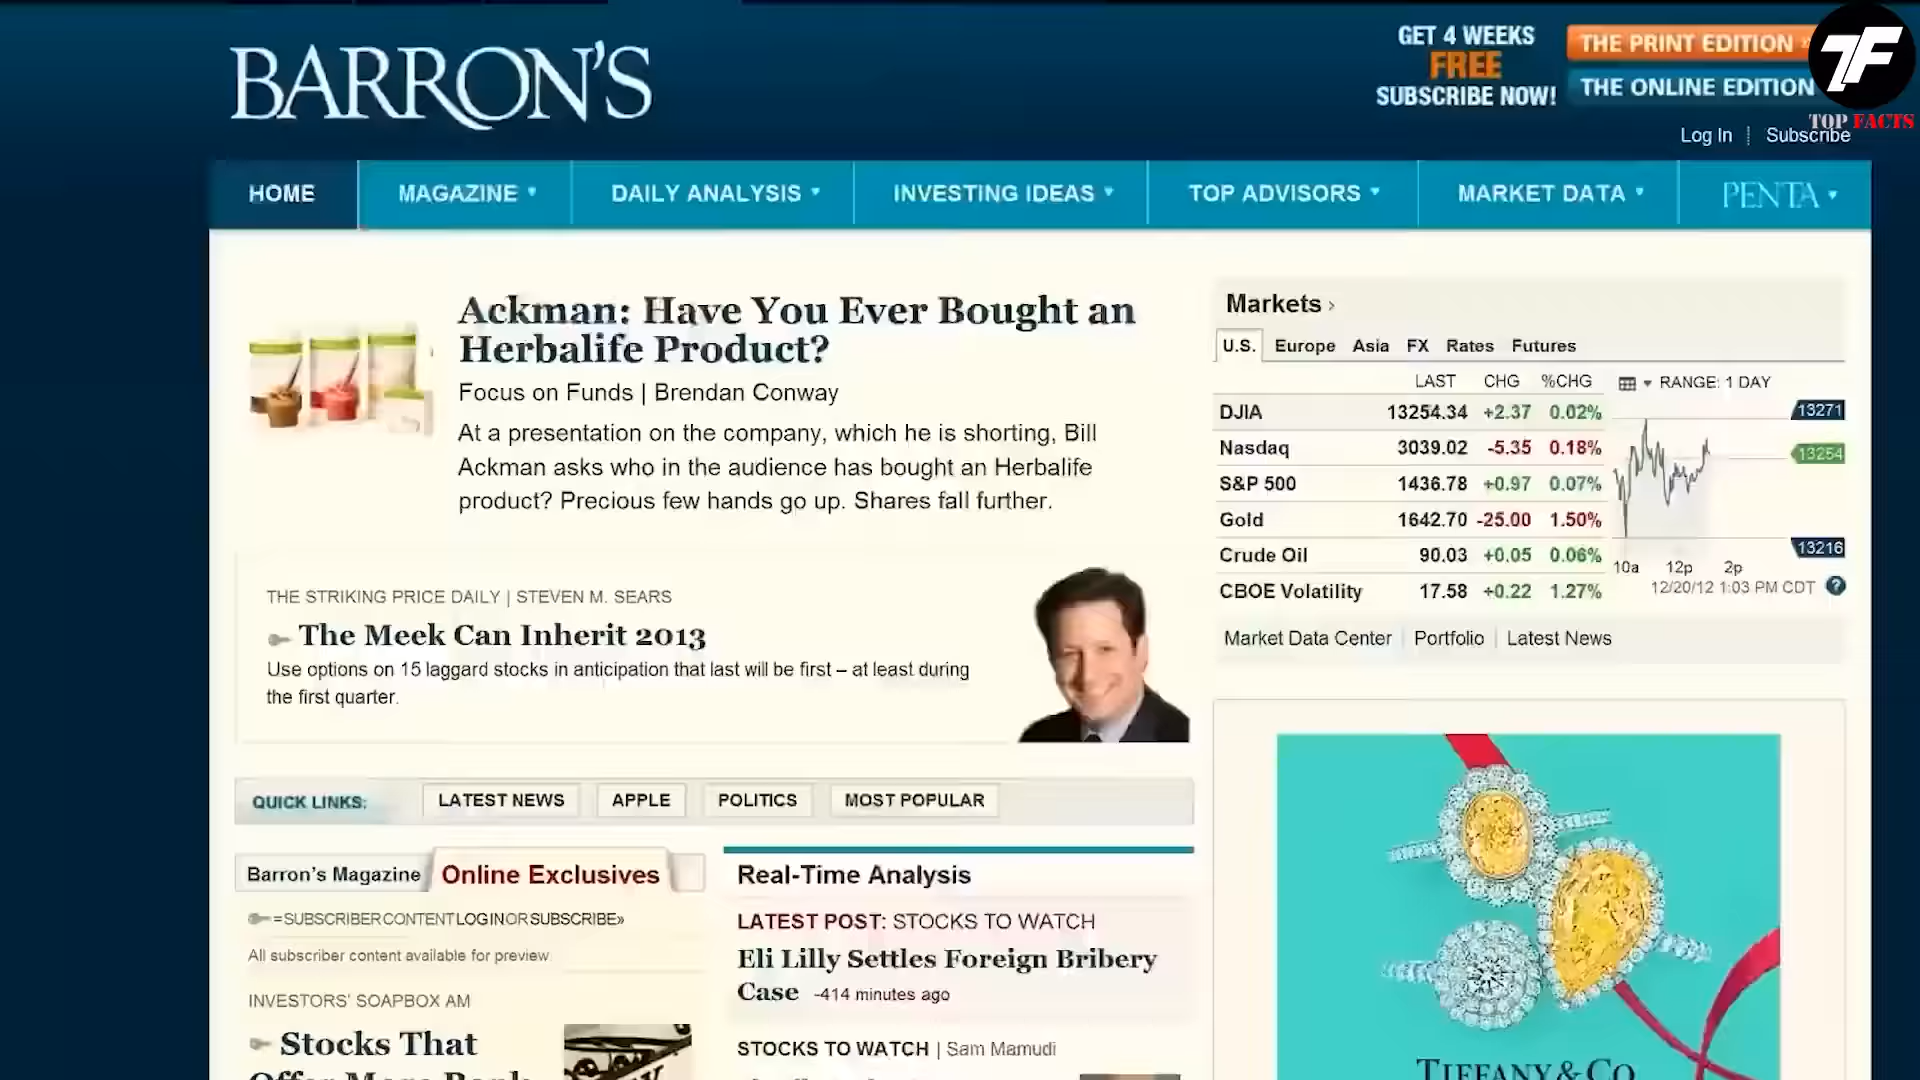 BARRON'S
GET 4 WEEKS
FREE
SUBSCRIBE NOW!
THE PRINT EDITION »
THE ONLINE EDITION
TF
TOP FACTS
Log In | Subscribe
HOME
MAGAZINE
DAILY ANALYSIS
INVESTING IDEAS
TOP ADVISORS
MARKET DATA
PENTA
Ackman: Have You Ever Bought an
Herbalife Product?
Focus on Funds | Brendan Conway
At a presentation on the company, which he is shorting, Bill
Ackman asks who in the audience has bought an Herbalife
product? Precious few hands go up. Shares fall further.
THE STRIKING PRICE DAILY | STEVEN M. SEARS
The Meek Can Inherit 2013
Use options on 15 laggard stocks in anticipation that last will be first – at least during
the first quarter.
QUICK LINKS:
LATEST NEWS
APPLE
POLITICS
MOST POPULAR
Barron's Magazine
Online Exclusives
=SUBSCRIBER CONTENT LOG IN OR SUBSCRIBE»
All subscriber content available for preview
INVESTORS' SOAPBOX AM
Stocks That
Offer More Bank
Real-Time Analysis
LATEST POST: STOCKS TO WATCH
Eli Lilly Settles Foreign Bribery
Case -414 minutes ago
STOCKS TO WATCH | Sam Mamudi
Markets ›
U.S. Europe Asia FX Rates Futures
LAST CHG %CHG
RANGE: 1 DAY
DJIA 13254.34 +2.37 0.02%
Nasdaq 3039.02 -5.35 0.18%
S&P 500 1436.78 +0.97 0.07%
Gold 1642.70 -25.00 1.50%
Crude Oil 90.03 +0.05 0.06%
CBOE Volatility 17.58 +0.22 1.27%
13271
13254
13216
10a 12p 2p
12/20/12 1:03 PM CDT ?
Market Data Center | Portfolio | Latest News
TIFFANY & CO.